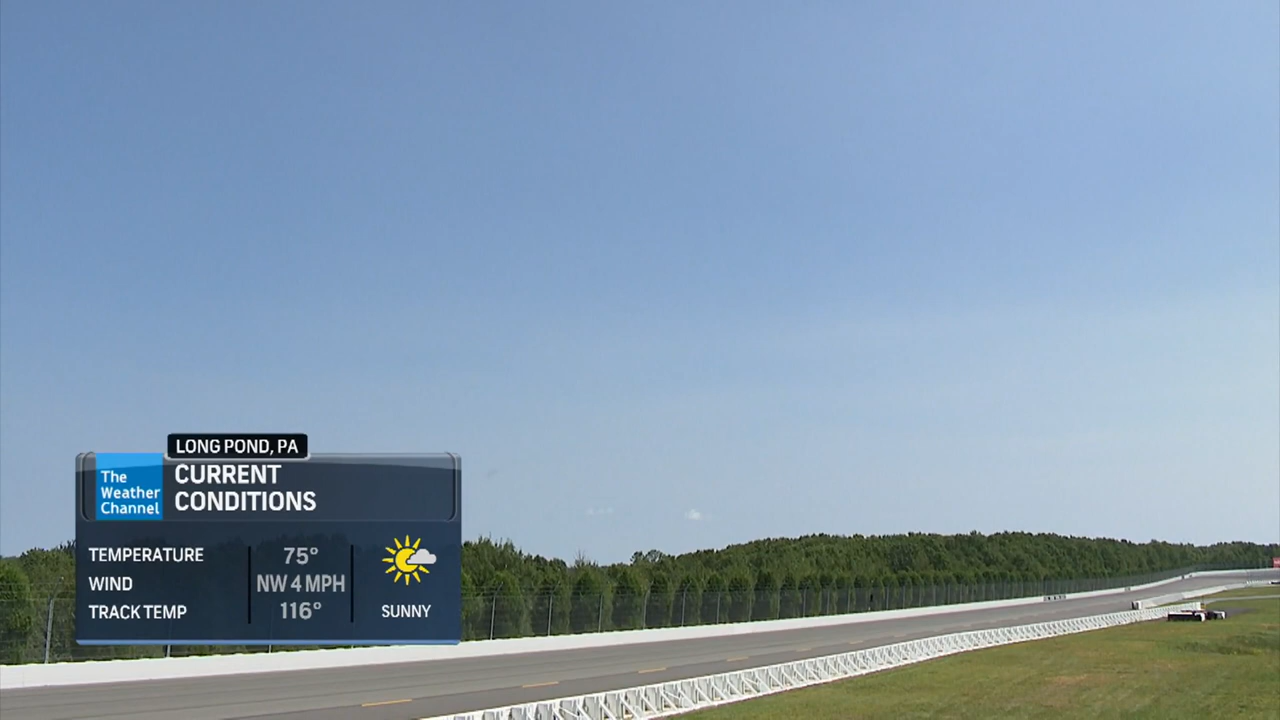 LONG POND, PA
The
Weather
Channel
CURRENT
CONDITIONS
TEMPERATURE 75°
WIND NW 4 MPH
TRACK TEMP 116°
SUNNY